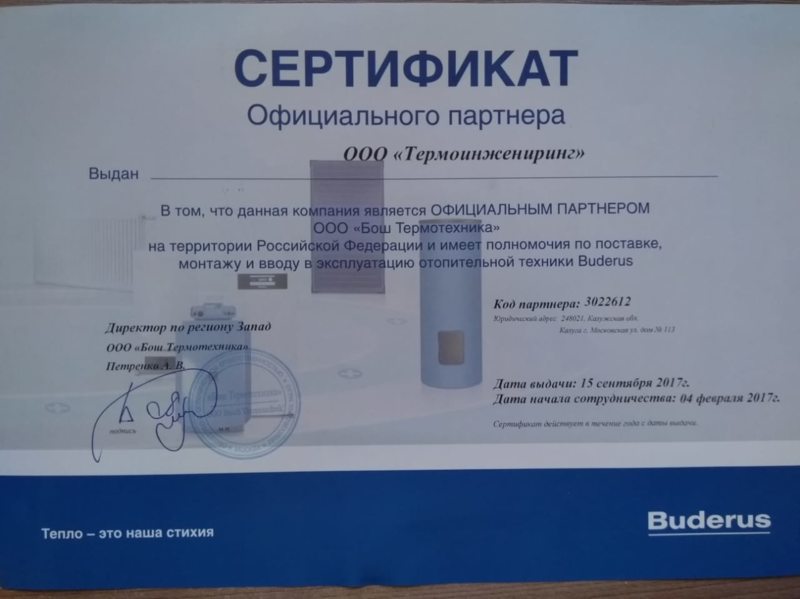 СЕРТИФИКАТ
Официального партнера
ООО «Термоинжениринг»
Выдан
В том, что данная компания является ОФИЦИАЛЬНЫМ ПАРТНЕРОМ
ООО «Бош Термотехника»
на территории Российской Федерации и имеет полномочия по поставке,
монтажу и вводу в эксплуатацию отопительной техники Buderus
Код партнера: 3022612
Юридический адрес: 248021, Калужская обл,
Калуга г. Московская ул. дом № 113
Директор по региону Запад
ООО «Бош Термотехника»
Петренко А. В.
подпись
м.п.
Дата выдачи: 15 сентября 2017г.
Дата начала сотрудничества: 04 февраля 2017г.
Сертификат действует в течение года с даты выдачи.
Тепло – это наша стихия
Buderus